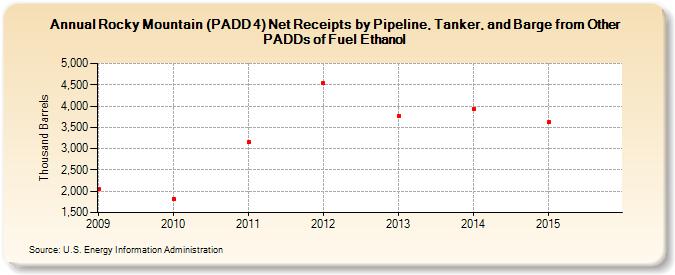 Annual Rocky Mountain (PADD 4) Net Receipts by Pipeline, Tanker, and Barge from Other
PADDs of Fuel Ethanol
Thousand Barrels
5,000
4,500
4,000
3,500
3,000
2,500
2,000
1,500
2009 2010 2011 2012 2013 2014 2015
Source: U.S. Energy Information Administration